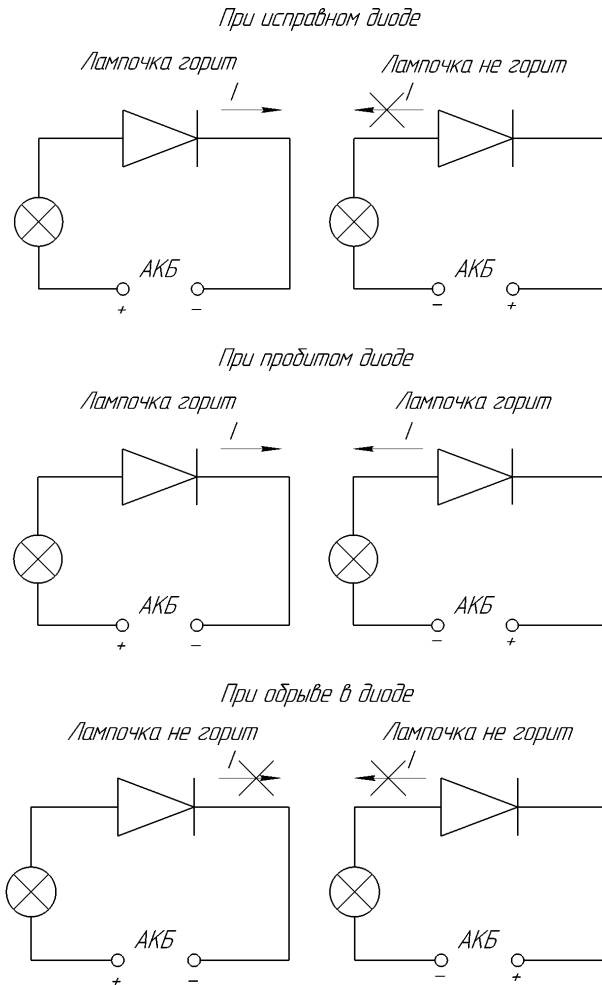 При исправном диоде
Лампочка горит
Лампочка не горит
I
I
АКБ
АКБ
+ −
− +
При пробитом диоде
Лампочка горит
Лампочка горит
I
I
АКБ
АКБ
+ −
− +
При обрыве в диоде
Лампочка не горит
Лампочка не горит
I
I
АКБ
АКБ
+ −
− +